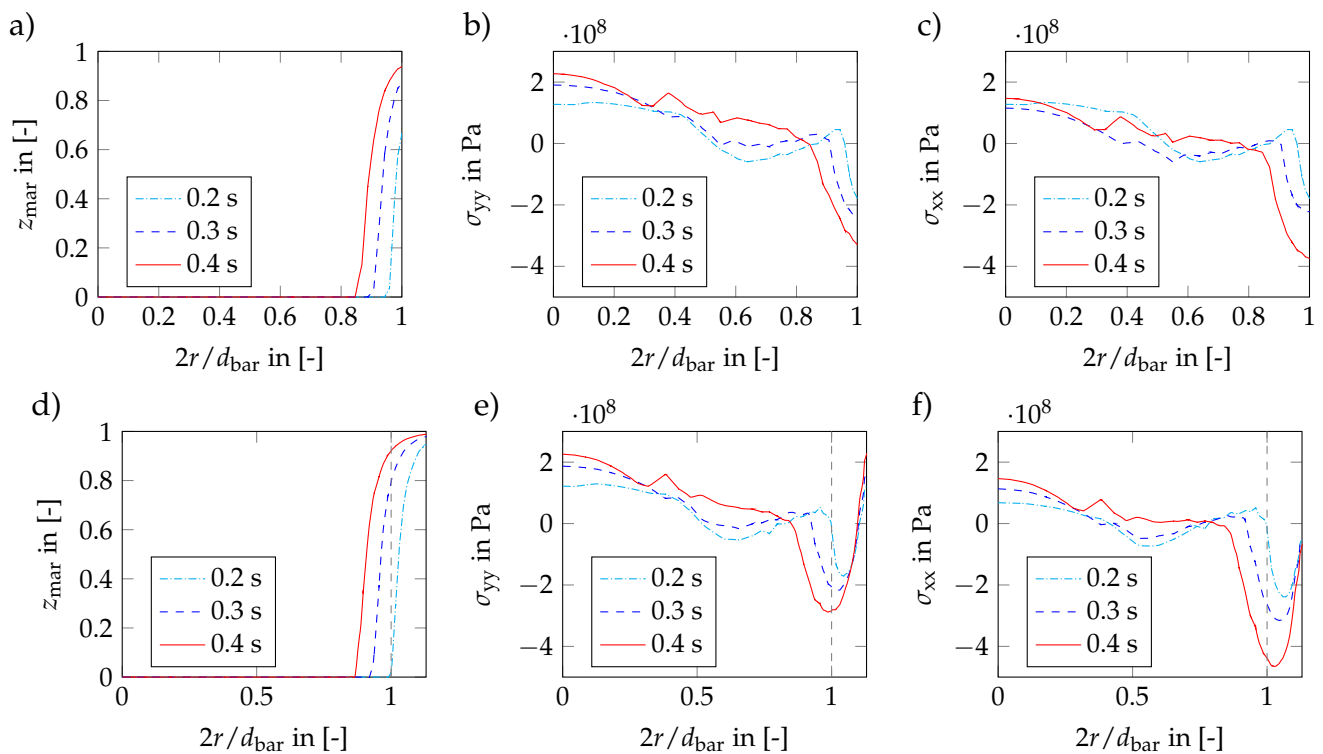 a)
1
0.8
0.6
0.4
0.2
0
z_mar in [-]
0.2 s
0.3 s
0.4 s
0 0.2 0.4 0.6 0.8 1
2r/d_bar in [-]
b)
·10^8
2
0
−2
−4
σ_yy in Pa
0.2 s
0.3 s
0.4 s
0 0.2 0.4 0.6 0.8 1
2r/d_bar in [-]
c)
·10^8
2
0
−2
−4
σ_xx in Pa
0.2 s
0.3 s
0.4 s
0 0.2 0.4 0.6 0.8 1
2r/d_bar in [-]
d)
1
0.8
0.6
0.4
0.2
0
z_mar in [-]
0.2 s
0.3 s
0.4 s
0 0.5 1
2r/d_bar in [-]
e)
·10^8
2
0
−2
−4
σ_yy in Pa
0.2 s
0.3 s
0.4 s
0 0.5 1
2r/d_bar in [-]
f)
·10^8
2
0
−2
−4
σ_xx in Pa
0.2 s
0.3 s
0.4 s
0 0.5 1
2r/d_bar in [-]